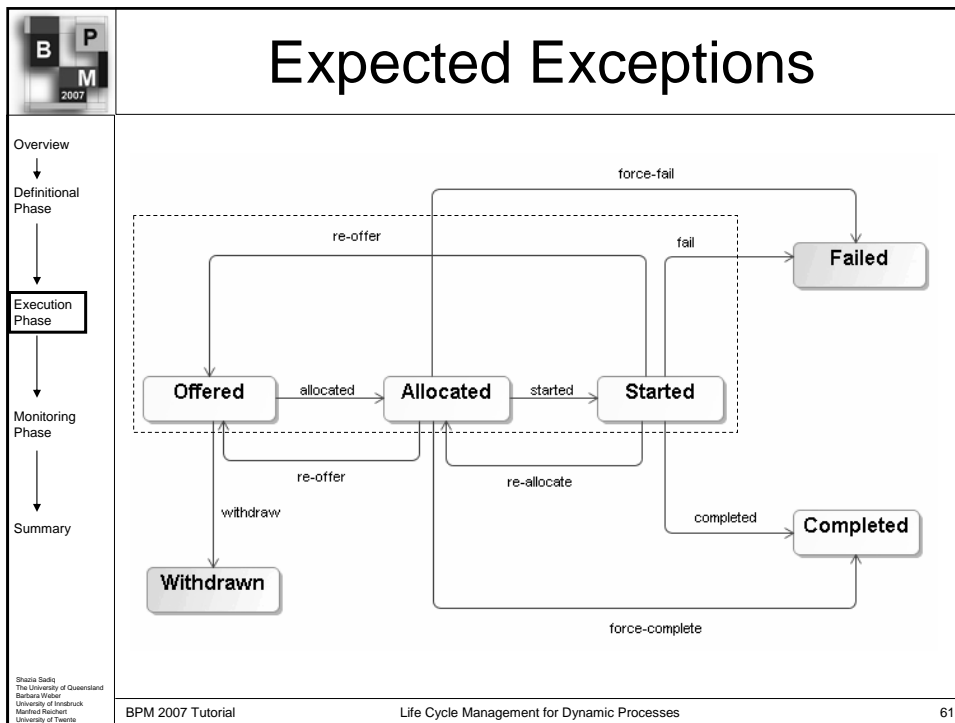 B P
M
2007
Expected Exceptions
Overview
Definitional
Phase
Execution
Phase
Monitoring
Phase
Summary
force-fail
re-offer
fail
Failed
Offered
allocated
Allocated
started
Started
re-offer
re-allocate
withdraw
completed
Completed
Withdrawn
force-complete
Shazia Sadiq
The University of Queensland
Barbara Weber
University of Innsbruck
Manfred Reichert
University of Twente
BPM 2007 Tutorial
Life Cycle Management for Dynamic Processes
61